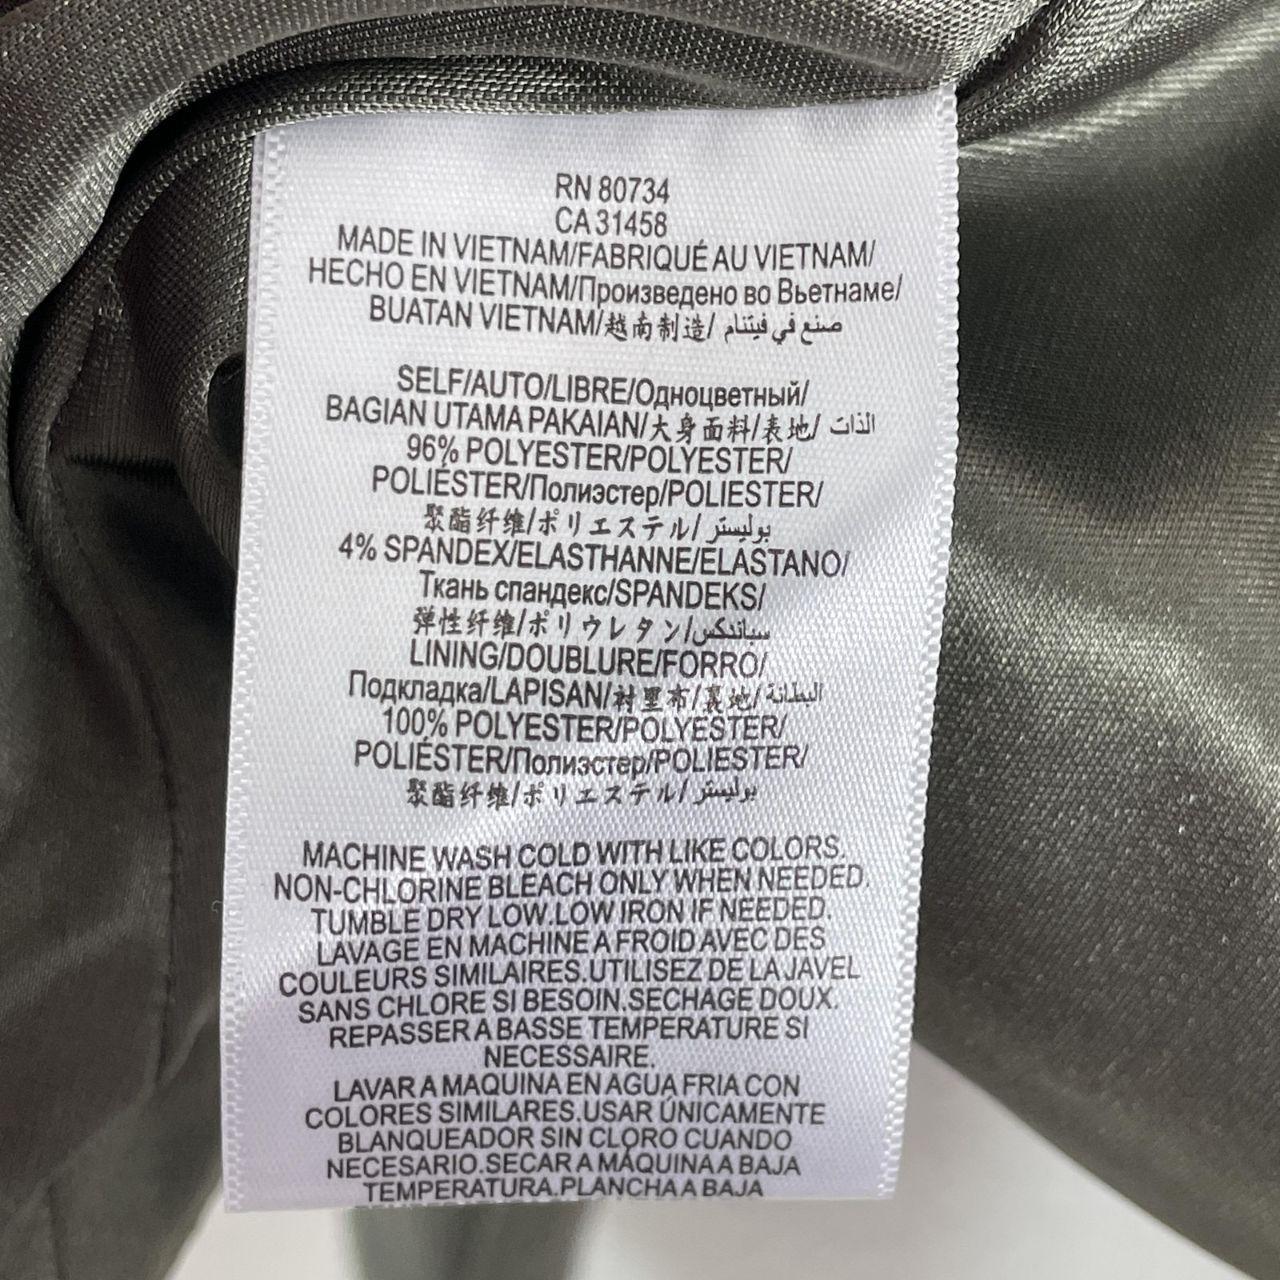 RN 80734
CA 31458
MADE IN VIETNAM/FABRIQUÉ AU VIETNAM/
HECHO EN VIETNAM/Произведено во Вьетнаме/
BUATAN VIETNAM/越南制造/ صنع في فيتنام
SELF/AUTO/LIBRE/Одноцветный/
BAGIAN UTAMA PAKAIAN/大身面料/表地/ الذات
96% POLYESTER/POLYESTER/
POLIÉSTER/Полиэстер/POLIESTER/
聚酯纤维/ポリエステル/ بوليستر
4% SPANDEX/ELASTHANNE/ELASTANO/
Ткань спандекс/SPANDEKS/
弹性纤维/ポリウレタン/سباندكس
LINING/DOUBLURE/FORRO/
Подкладка/LAPISAN/衬里布/裏地/ البطانة
100% POLYESTER/POLYESTER/
POLIÉSTER/Полиэстер/POLIESTER/
聚酯纤维/ポリエステル/ بوليستر
MACHINE WASH COLD WITH LIKE COLORS.
NON-CHLORINE BLEACH ONLY WHEN NEEDED.
TUMBLE DRY LOW.LOW IRON IF NEEDED.
LAVAGE EN MACHINE A FROID AVEC DES
COULEURS SIMILAIRES.UTILISEZ DE LA JAVEL
SANS CHLORE SI BESOIN.SECHAGE DOUX.
REPASSER A BASSE TEMPERATURE SI
NECESSAIRE.
LAVAR A MAQUINA EN AGUA FRIA CON
COLORES SIMILARES.USAR ÚNICAMENTE
BLANQUEADOR SIN CLORO CUANDO
NECESARIO.SECAR A MÁQUINA A BAJA
TEMPERATURA.PLANCHA A BAJA